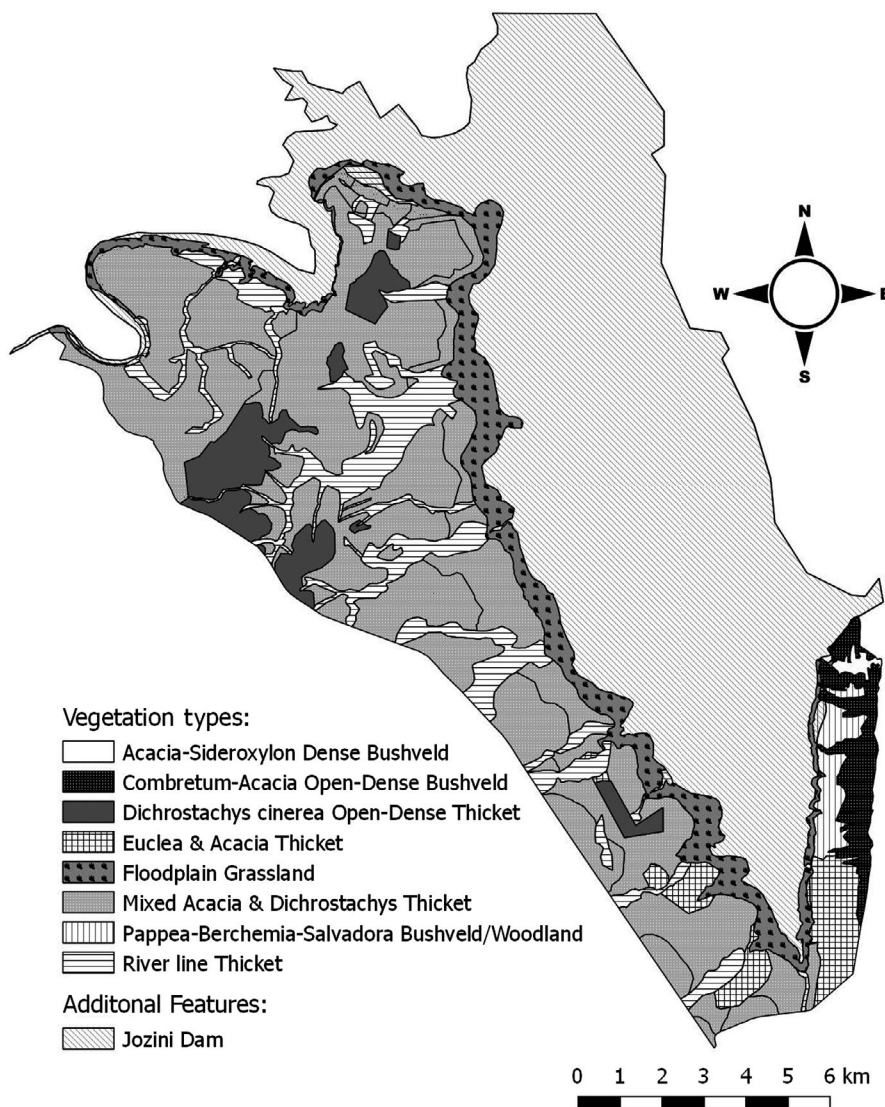 N
W
E
S
Vegetation types:
Acacia-Sideroxylon Dense Bushveld
Combretum-Acacia Open-Dense Bushveld
Dichrostachys cinerea Open-Dense Thicket
Euclea & Acacia Thicket
Floodplain Grassland
Mixed Acacia & Dichrostachys Thicket
Pappea-Berchemia-Salvadora Bushveld/Woodland
River line Thicket
Additonal Features:
Jozini Dam
0 1 2 3 4 5 6 km